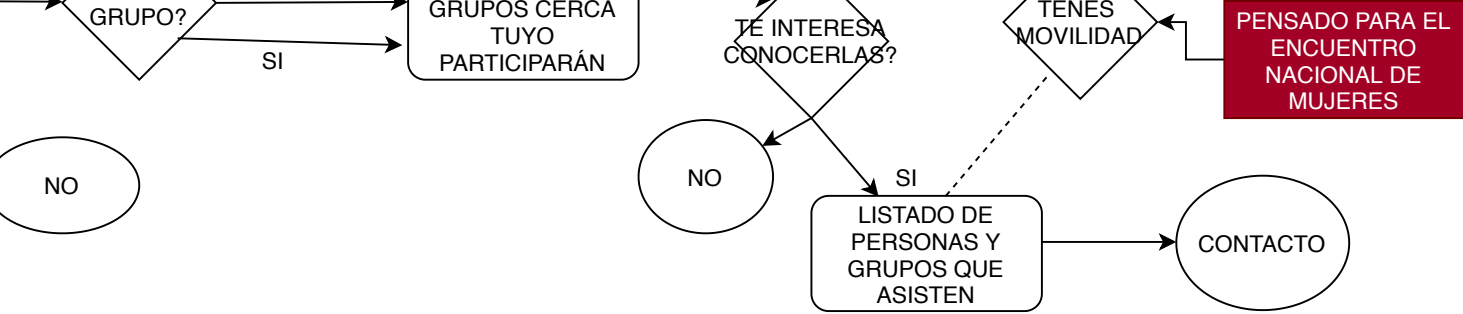 GRUPO?
SI
GRUPOS CERCA
TUYO
PARTICIPARÁN
NO
TE INTERESA
CONOCERLAS?
NO
SI
LISTADO DE
PERSONAS Y
GRUPOS QUE
ASISTEN
TENES
MOVILIDAD
PENSADO PARA EL
ENCUENTRO
NACIONAL DE
MUJERES
CONTACTO